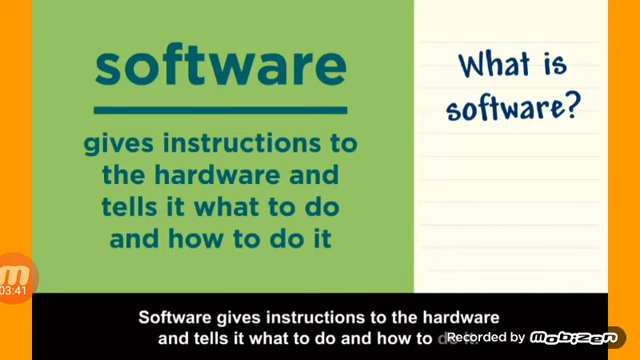 software
gives instructions to
the hardware and
tells it what to do
and how to do it
What is
software?
03:41
Software gives instructions to the hardware
and tells it what to do and how to do it.
Recorded by Mobizen